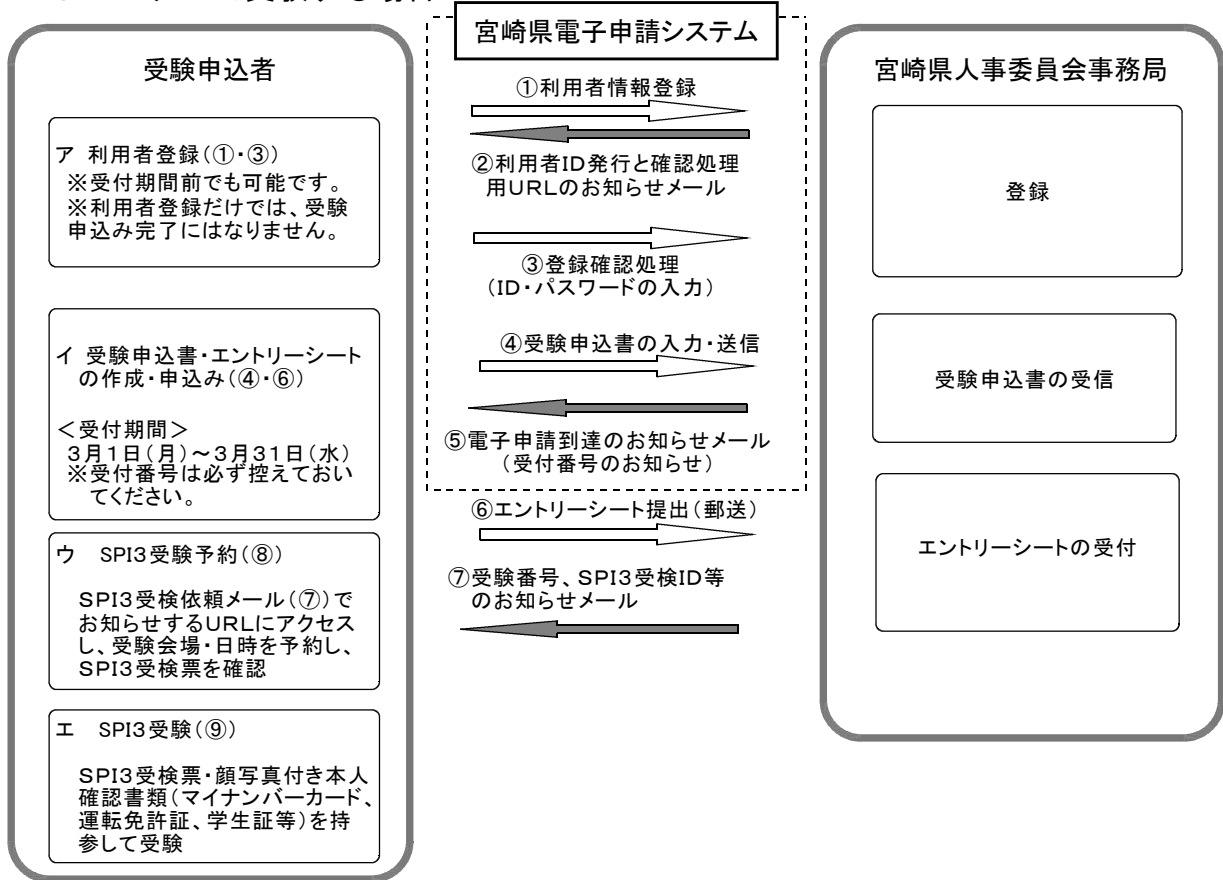 宮崎県電子申請システム
受験申込者
ア 利用者登録(①・③)
※受付期間前でも可能です。
※利用者登録だけでは、受験
申込み完了にはなりません。
イ 受験申込書・エントリーシート
の作成・申込み(④・⑥)
<受付期間>
3月1日(月)~3月31日(水)
※受付番号は必ず控えておい
てください。
ウ SPI3受験予約(⑧)
SPI3受検依頼メール(⑦)で
お知らせするURLにアクセス
し、受験会場・日時を予約し、
SPI3受検票を確認
エ SPI3受験(⑨)
SPI3受検票・顔写真付き本人
確認書類(マイナンバーカード、
運転免許証、学生証等)を持
参して受験
①利用者情報登録
②利用者ID発行と確認処理
用URLのお知らせメール
③登録確認処理
(ID・パスワードの入力)
④受験申込書の入力・送信
⑤電子申請到達のお知らせメール
(受付番号のお知らせ)
⑥エントリーシート提出(郵送)
⑦受験番号、SPI3受検ID等
のお知らせメール
宮崎県人事委員会事務局
登録
受験申込書の受信
エントリーシートの受付